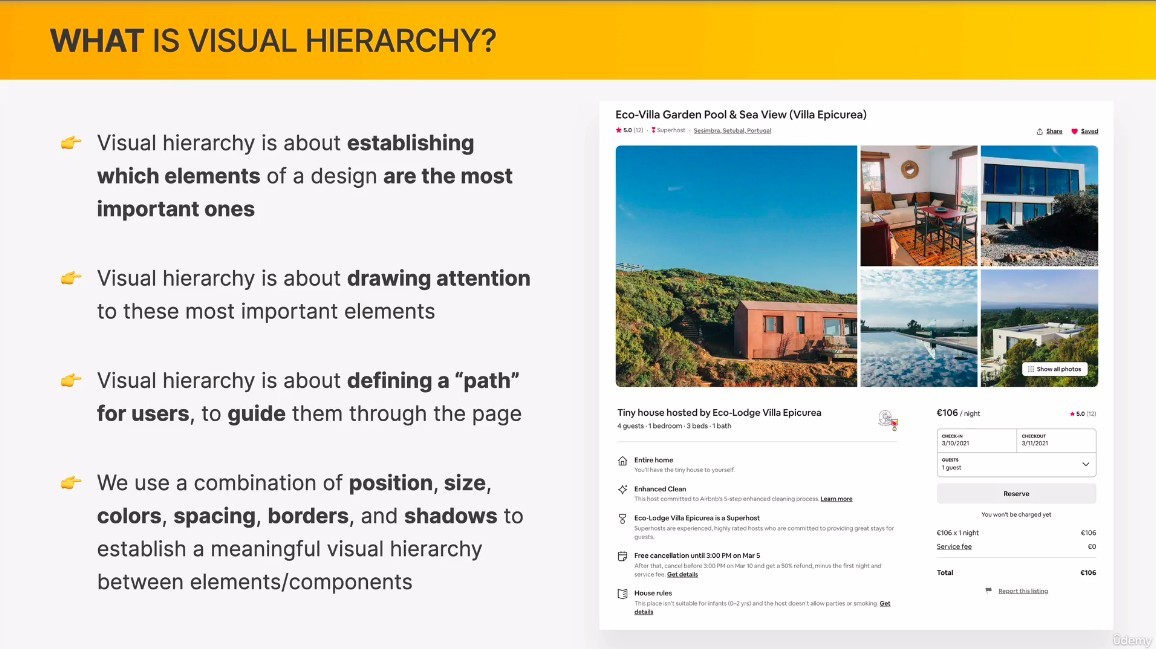 WHAT IS VISUAL HIERARCHY?
Visual hierarchy is about establishing
which elements of a design are the most
important ones
Visual hierarchy is about drawing attention
to these most important elements
Visual hierarchy is about defining a “path”
for users, to guide them through the page
We use a combination of position, size,
colors, spacing, borders, and shadows to
establish a meaningful visual hierarchy
between elements/components
Eco-Villa Garden Pool & Sea View (Villa Epicurea)
5.0 (12) · Superhost · Sesimbra, Setubal, Portugal
Share Saved
Show all photos
Tiny house hosted by Eco-Lodge Villa Epicurea
4 guests · 1 bedroom · 3 beds · 1 bath
Entire home
You'll have the tiny house to yourself.
Enhanced Clean
This host committed to Airbnb's 5-step enhanced cleaning process. Learn more
Eco-Lodge Villa Epicurea is a Superhost
Superhosts are experienced, highly rated hosts who are committed to providing great stays for
guests.
Free cancellation until 3:00 PM on Mar 5
After that, cancel before 3:00 PM on Mar 10 and get a 50% refund, minus the first night and
service fee. Get details
House rules
This place isn't suitable for infants (0-2 yrs) and the host doesn't allow parties or smoking. Get
details
€106 / night 5.0 (12)
CHECK-IN CHECKOUT
3/10/2021 3/11/2021
GUESTS
1 guest
Reserve
You won't be charged yet
€106 x 1 night €106
Service fee €0
Total €106
Report this listing
ûdemy